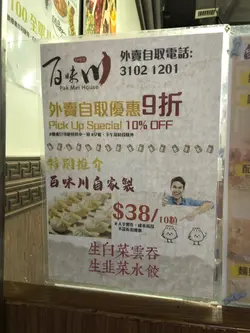 外賣自取電話:
3102 1201
百味川
Pak Mei House
外賣自取優惠9折
Pick Up Special 10% OFF
特別推介
百味川自家製
$38/10粒
生白菜雲吞
生韭菜水餃